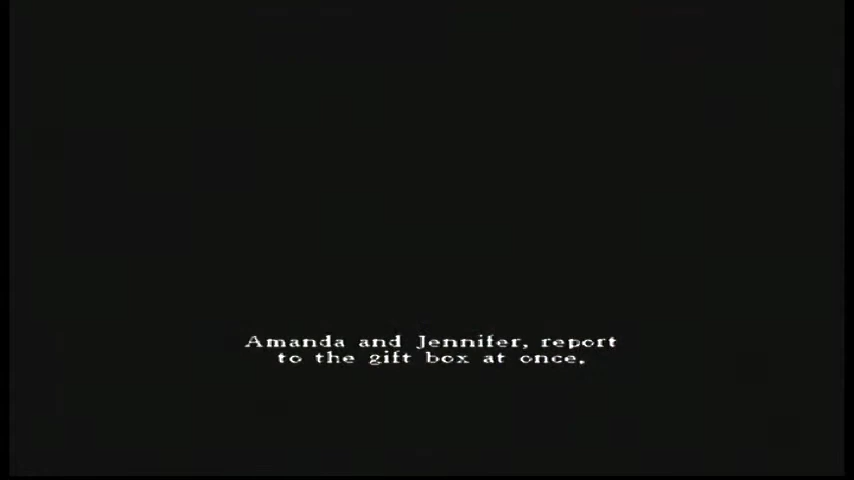 Amanda and Jennifer, report
to the gift box at once.